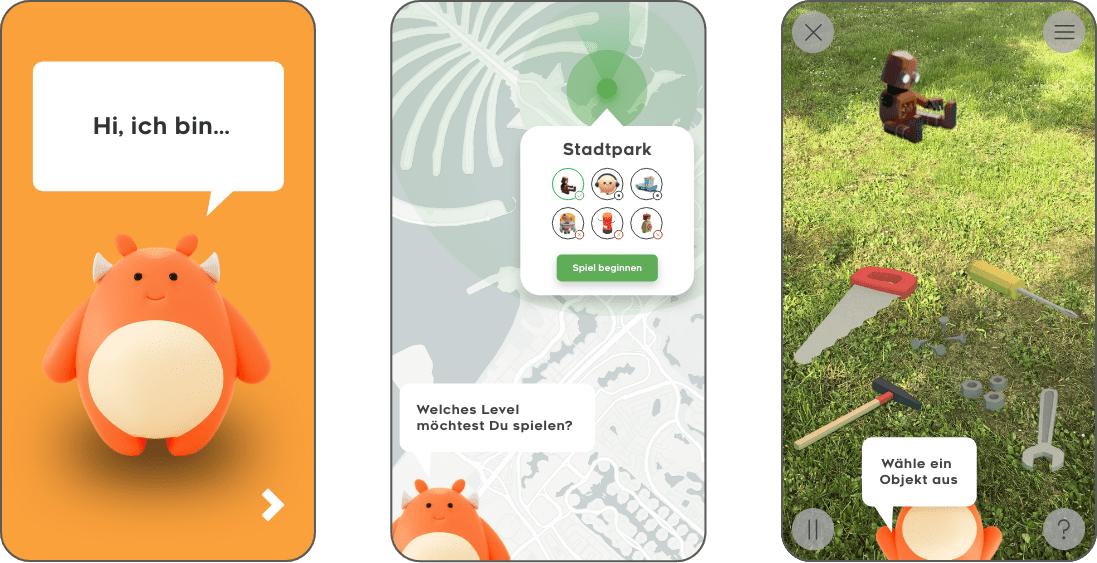 Hi, ich bin...
Stadtpark
Spiel beginnen
Welches Level
möchtest Du spielen?
Wähle ein
Objekt aus
?